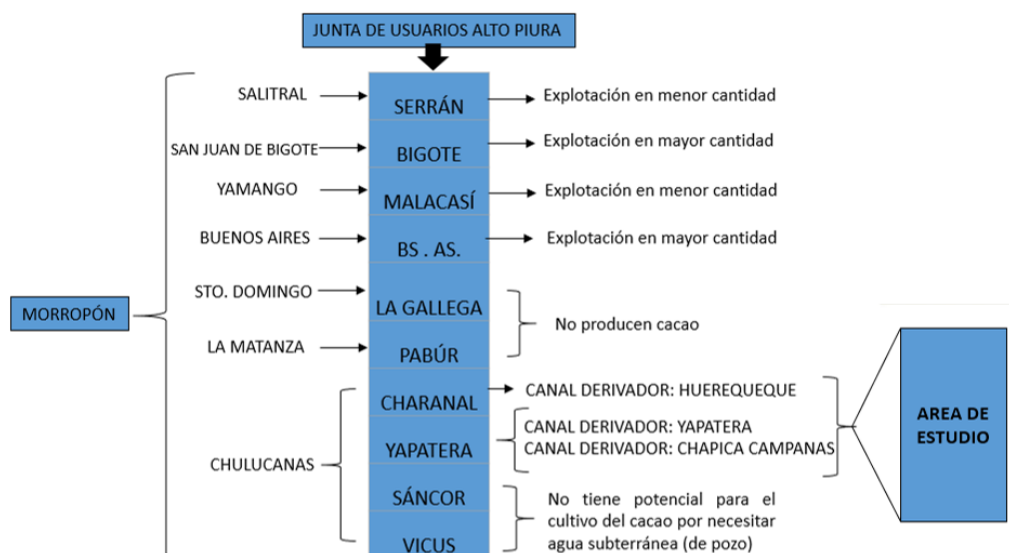 JUNTA DE USUARIOS ALTO PIURA
SALITRAL
SERRÁN
Explotación en menor cantidad
SAN JUAN DE BIGOTE
BIGOTE
Explotación en mayor cantidad
YAMANGO
MALACASÍ
Explotación en menor cantidad
BUENOS AIRES
BS . AS.
Explotación en mayor cantidad
STO. DOMINGO
LA GALLEGA
MORROPÓN
No producen cacao
LA MATANZA
PABÚR
CHARANAL
CANAL DERIVADOR: HUEREQUEQUE
CHULUCANAS
YAPATERA
CANAL DERIVADOR: YAPATERA
CANAL DERIVADOR: CHAPICA CAMPANAS
AREA DE
ESTUDIO
SÁNCOR
VICUS
No tiene potencial para el
cultivo del cacao por necesitar
agua subterránea (de pozo)